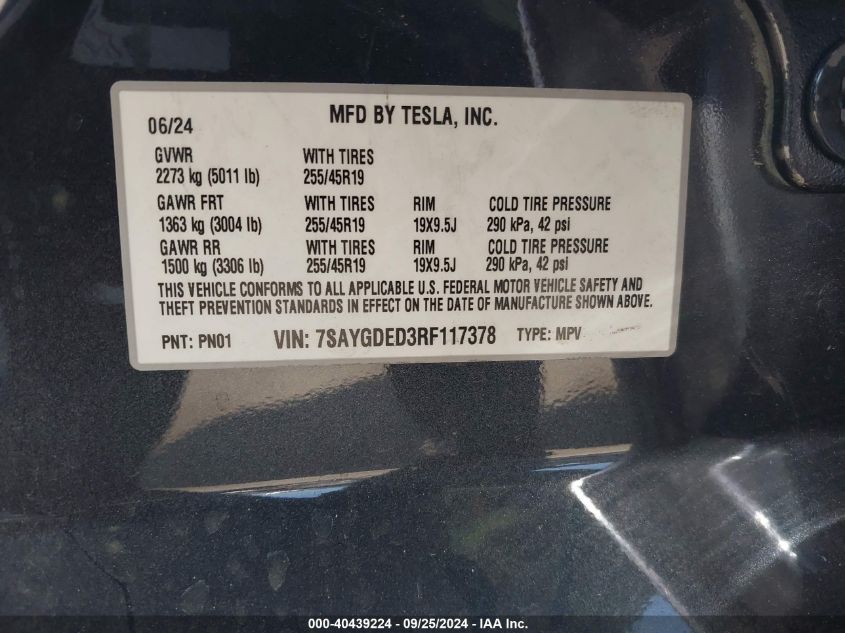 06/24 MFD BY TESLA, INC.
GVWR WITH TIRES
2273 kg (5011 lb) 255/45R19
GAWR FRT WITH TIRES RIM COLD TIRE PRESSURE
1363 kg (3004 lb) 255/45R19 19X9.5J 290 kPa, 42 psi
GAWR RR WITH TIRES RIM COLD TIRE PRESSURE
1500 kg (3306 lb) 255/45R19 19X9.5J 290 kPa, 42 psi
THIS VEHICLE CONFORMS TO ALL APPLICABLE U.S. FEDERAL MOTOR VEHICLE SAFETY AND
THEFT PREVENTION STANDARDS IN EFFECT ON THE DATE OF MANUFACTURE SHOWN ABOVE.
PNT: PN01 VIN: 7SAYGDED3RF117378 TYPE: MPV
000-40439224 - 09/25/2024 - IAA Inc.